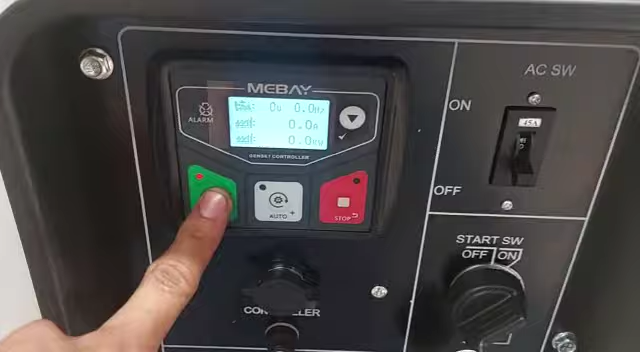 MEBAY
ALARM
0V 0.0Hz
0.0A
0.0kW
GENSET CONTROLLER
AUTO
STOP
AC SW
ON
45A
OFF
START SW
OFF ON